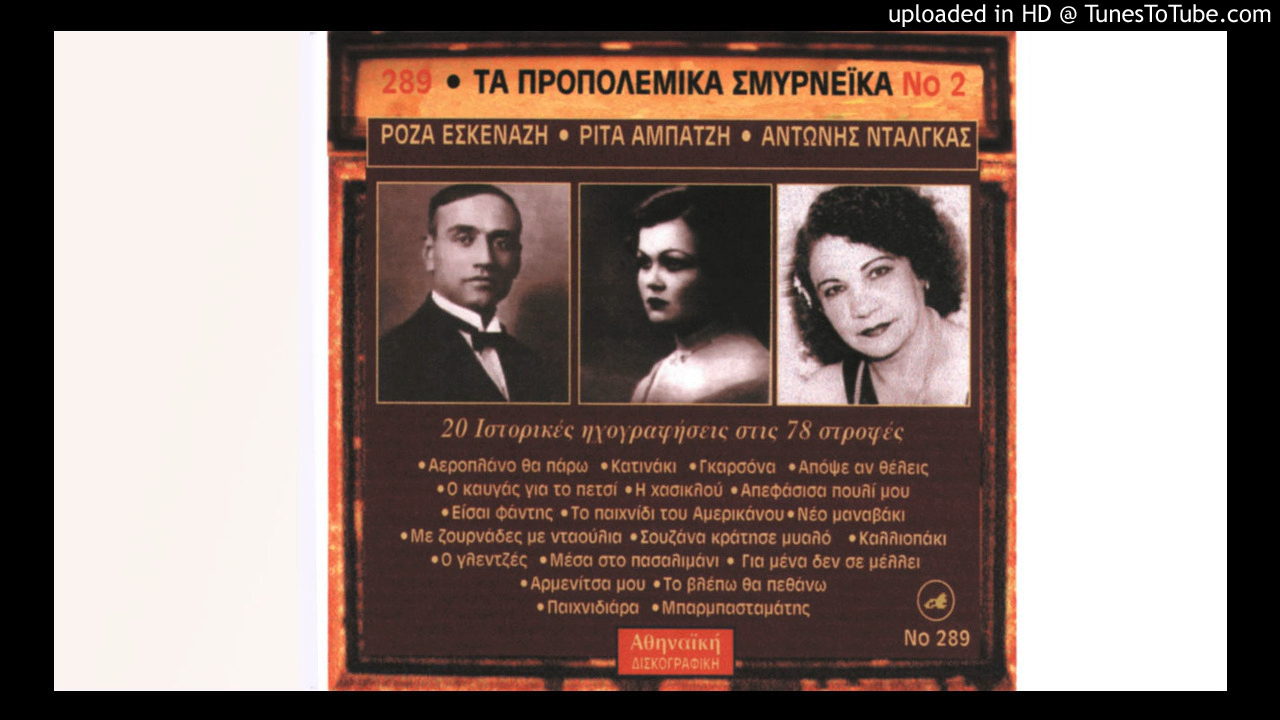 uploaded in HD @ TunesToTube.com
289 • ΤΑ ΠΡΟΠΟΛΕΜΙΚΑ ΣΜΥΡΝΕΪΚΑ Νο 2
ΡΟΖΑ ΕΣΚΕΝΑΖΗ • ΡΙΤΑ ΑΜΠΑΤΖΗ • ΑΝΤΩΝΗΣ ΝΤΑΛΓΚΑΣ
20 Ιστορικές ηχογραφήσεις στις 78 στροφές
•Αεροπλάνο θα πάρω •Κατινάκι •Γκαρσόνα •Απόψε αν θέλεις
•Ο καυγάς για το πετσί •Η χασικλού •Απεφάσισα πουλί μου
•Είσαι φάντης •Το παιχνίδι του Αμερικάνου •Νέο μαναβάκι
•Με ζουρνάδες με νταούλια •Σουζάνα κράτησε μυαλό •Καλλιοπάκι
•Ο γλεντζές •Μέσα στο πασαλιμάνι • Για μένα δεν σε μέλλει
•Αρμενίτσα μου •Το βλέπω θα πεθάνω
•Παιχνιδιάρα •Μπαρμπασταμάτης
Νο 289
Αθηναϊκή
ΔΙΣΚΟΓΡΑΦΙΚΗ